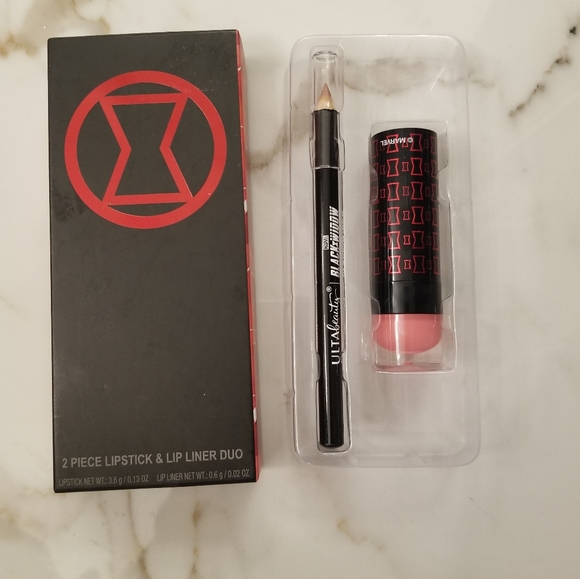 2 PIECE LIPSTICK & LIP LINER DUO
LIPSTICK NET WT.: 3.6 g / 0.13 OZ LIP LINER NET WT.: 0.6 g / 0.02 OZ
ULTA beauty® | MARVEL BLACK WIDOW
© MARVEL